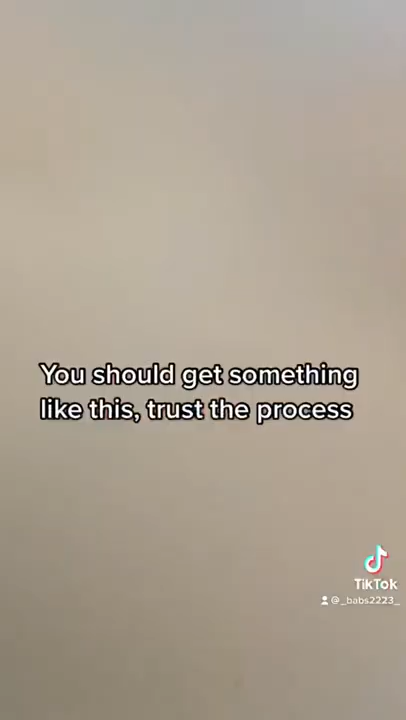 You should get something
like this, trust the process
TikTok
@_babs2223_